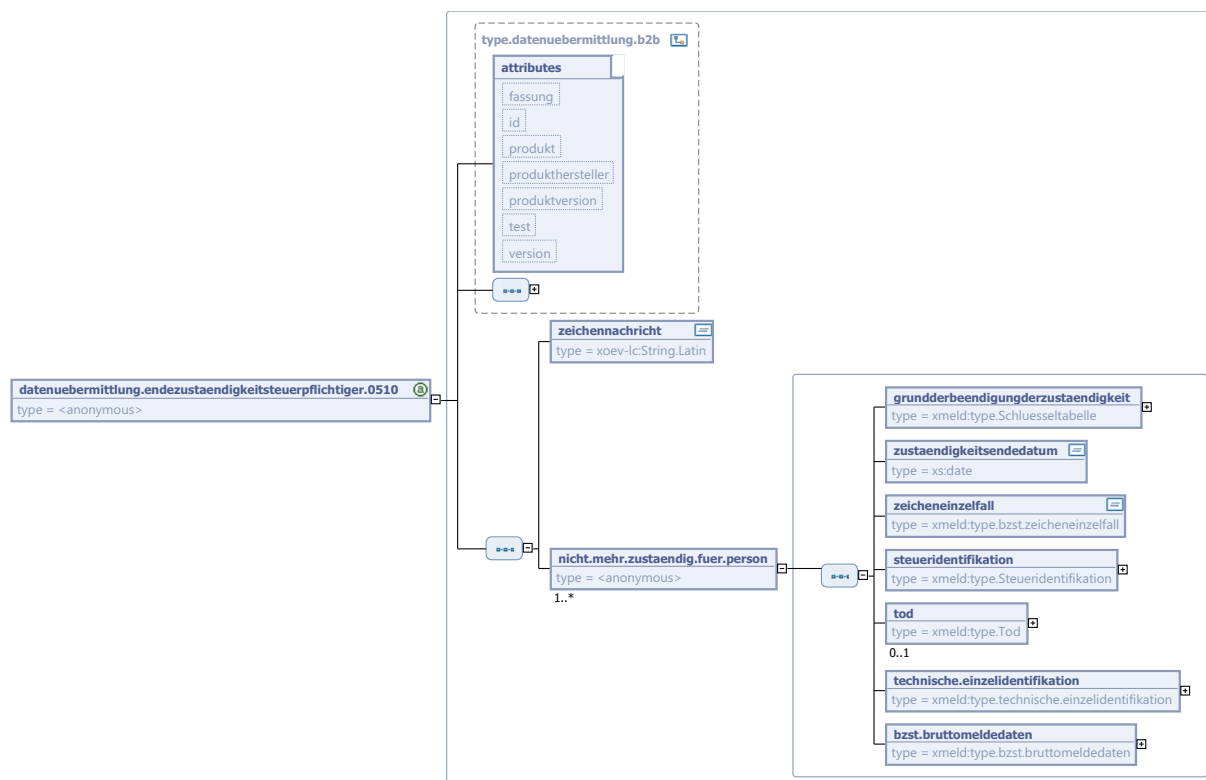 type.datenuebermittlung.b2b
attributes
fassung
id
produkt
produkthersteller
produktversion
test
version
zeichennachricht
type = xoev-lc:String.Latin
datenuebermittlung.endezustaendigkeitsteuerpflichtiger.0510
type = <anonymous>
nicht.mehr.zustaendig.fuer.person
type = <anonymous>
1..*
grundderbeendigungderzustaendigkeit
type = xmeld:type.Schluesseltabelle
zustaendigkeitsendedatum
type = xs:date
zeicheneinzelfall
type = xmeld:type.bzst.zeicheneinzelfall
steueridentifikation
type = xmeld:type.Steueridentifikation
tod
type = xmeld:type.Tod
0..1
technische.einzelidentifikation
type = xmeld:type.technische.einzelidentifikation
bzst.bruttomeldedaten
type = xmeld:type.bzst.bruttomeldedaten